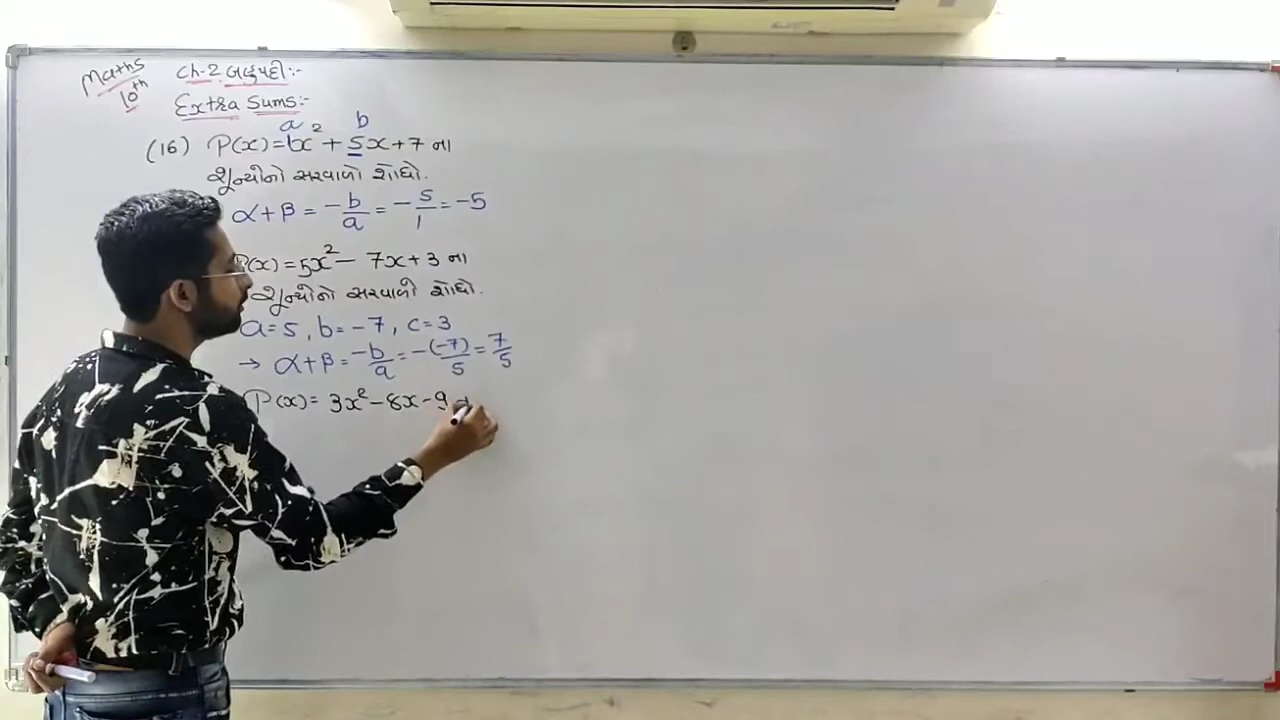 Maths
10th
Ch-2 બહુપદી:-
Extra Sums:-
a b
(16) P(x)=bx² + 5x+7 ના
શૂન્યોનો સરવાળો શોધો.
α+β = -b/a = -5/1 = -5
P(x)=5x² - 7x+3 ના
શૂન્યોનો સરવાળો શોધો.
a=5, b=-7, c=3
→ α+β = -b/a = -(-7)/5 = 7/5
P(x)= 3x²-8x-9